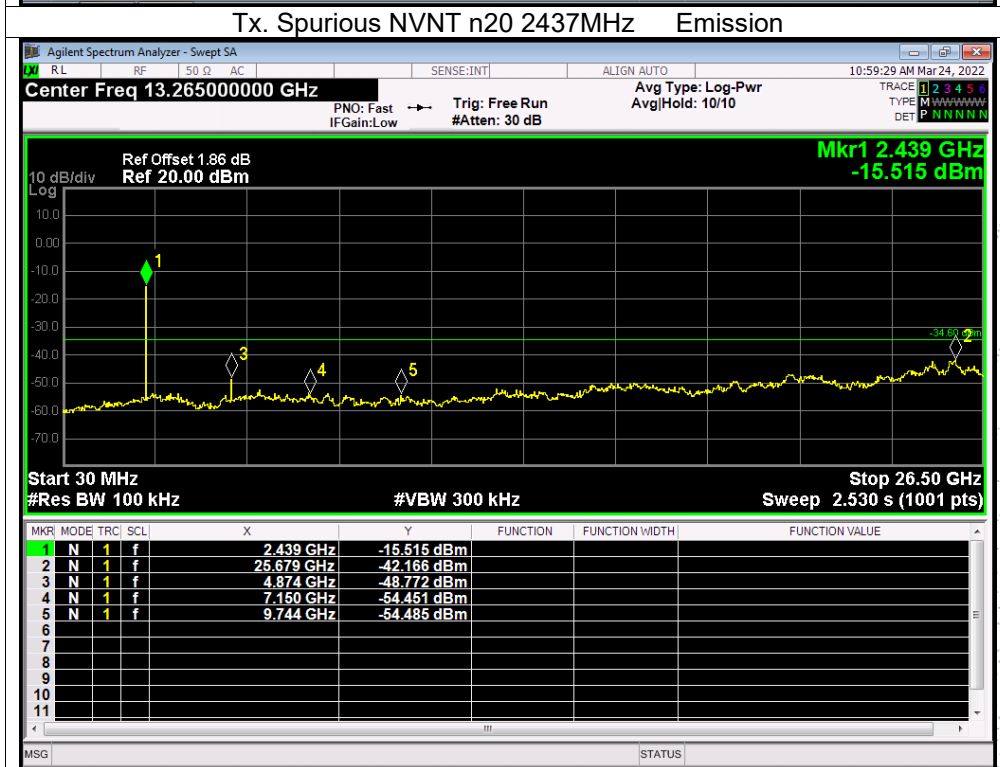 Tx. Spurious NVNT n20 2437MHz Emission
Agilent Spectrum Analyzer - Swept SA
LXI RL RF 50 Ω AC SENSE:INT ALIGN AUTO 10:59:29 AM Mar 24, 2022
Center Freq 13.265000000 GHz
PNO: Fast
IFGain:Low
Trig: Free Run
#Atten: 30 dB
Avg Type: Log-Pwr
Avg|Hold: 10/10
TRACE 1 2 3 4 5 6
TYPE M WWWWW
DET P N N N N N
Mkr1 2.439 GHz
-15.515 dBm
Ref Offset 1.86 dB
10 dB/div Ref 20.00 dBm
Log
10.0
0.00
-10.0
-20.0
-30.0
-40.0
-50.0
-60.0
-70.0
1
-34.60 dBm
2
3
4
5
Start 30 MHz Stop 26.50 GHz
#Res BW 100 kHz #VBW 300 kHz Sweep 2.530 s (1001 pts)
MKR MODE TRC SCL X Y FUNCTION FUNCTION WIDTH FUNCTION VALUE
1 N 1 f 2.439 GHz -15.515 dBm
2 N 1 f 25.679 GHz -42.166 dBm
3 N 1 f 4.874 GHz -48.772 dBm
4 N 1 f 7.150 GHz -54.451 dBm
5 N 1 f 9.744 GHz -54.485 dBm
6
7
8
9
10
11
MSG STATUS